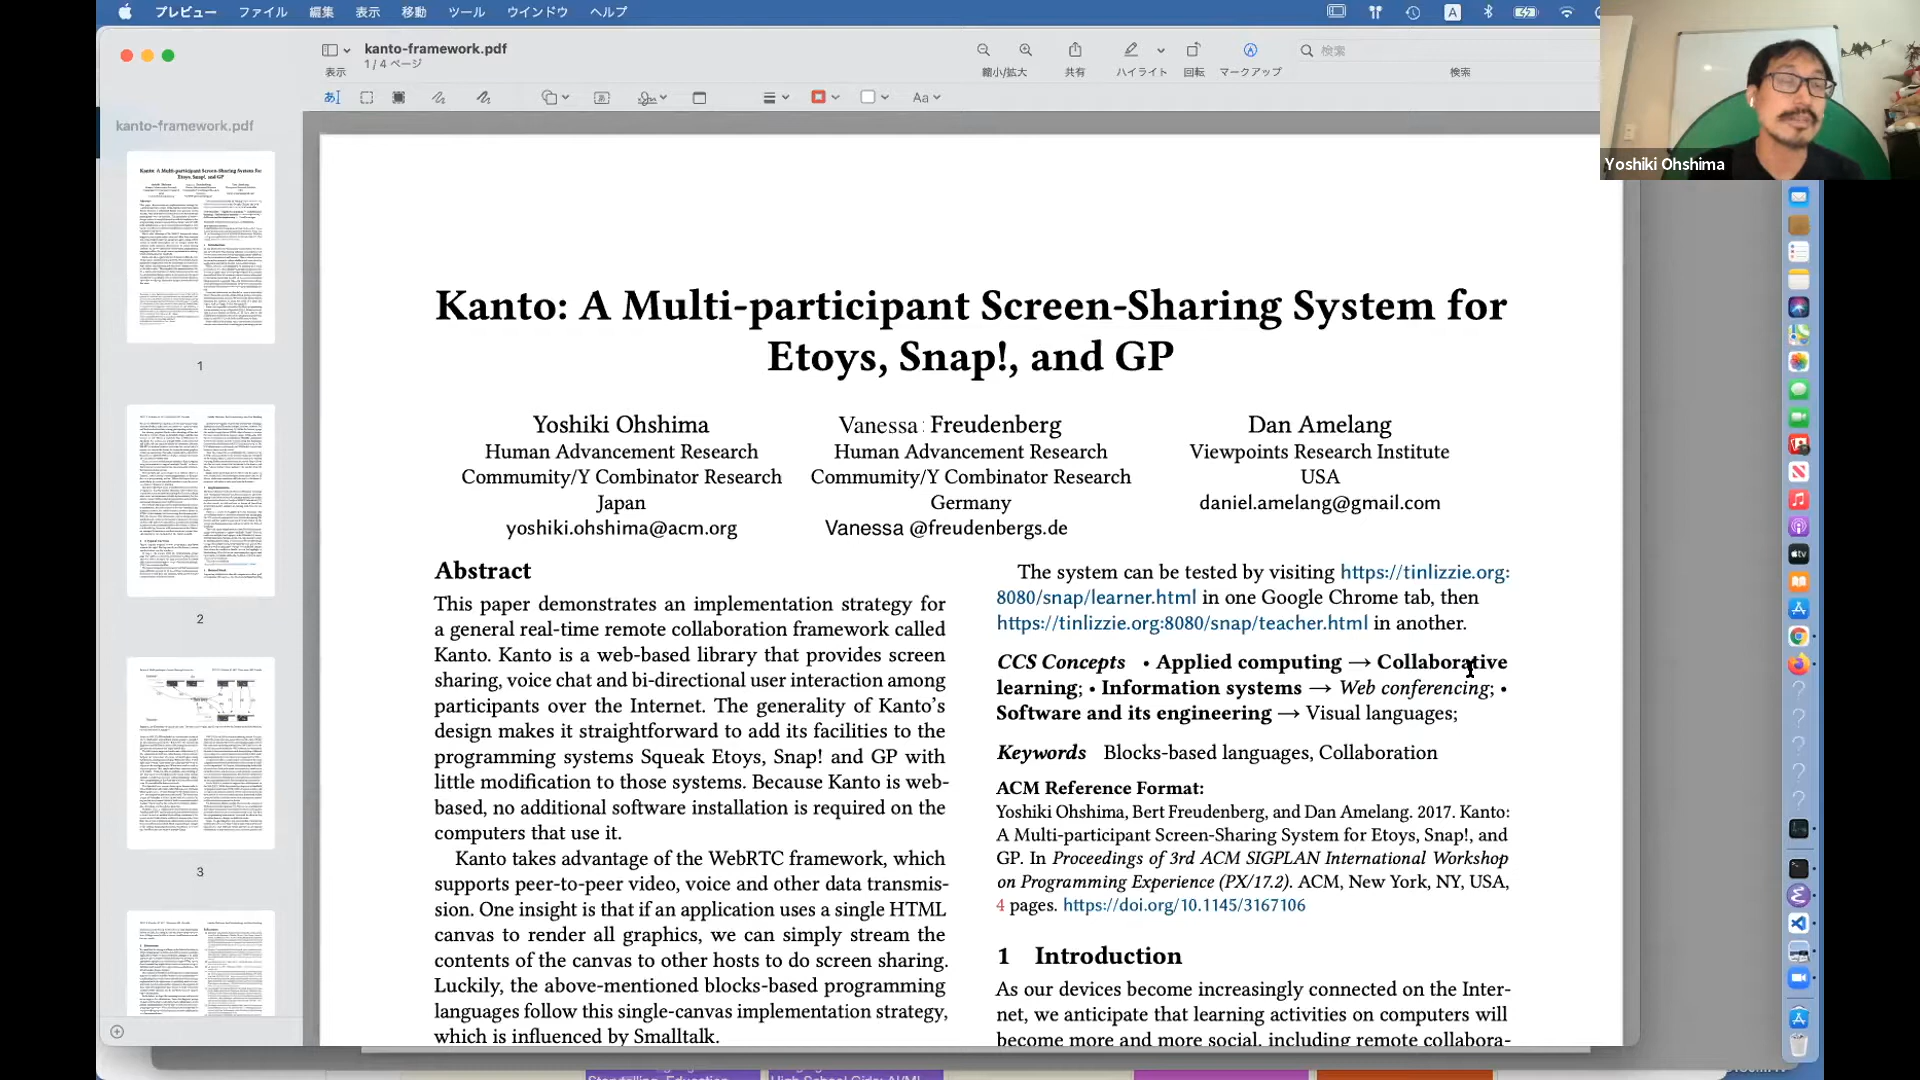 プレビュー ファイル 編集 表示 移動 ツール ウインドウ ヘルプ
A
kanto-framework.pdf
1 / 4 ページ
検索
表示 縮小/拡大 共有 ハイライト 回転 マークアップ 検索
あ Aa
kanto-framework.pdf
1
2
3
Kanto: A Multi-participant Screen-Sharing System for
Etoys, Snap!, and GP
Yoshiki Ohshima
Human Advancement Research
Community/Y Combinator Research
Japan
yoshiki.ohshima@acm.org
Vanessa Freudenberg
Human Advancement Research
Community/Y Combinator Research
Germany
Vanessa @freudenbergs.de
Dan Amelang
Viewpoints Research Institute
USA
daniel.amelang@gmail.com
Abstract
This paper demonstrates an implementation strategy for
a general real-time remote collaboration framework called
Kanto. Kanto is a web-based library that provides screen
sharing, voice chat and bi-directional user interaction among
participants over the Internet. The generality of Kanto's
design makes it straightforward to add its facilities to the
programming systems Squeak Etoys, Snap! and GP with
little modification to those systems. Because Kanto is web-
based, no additional software installation is required on the
computers that use it.
Kanto takes advantage of the WebRTC framework, which
supports peer-to-peer video, voice and other data transmis-
sion. One insight is that if an application uses a single HTML
canvas to render all graphics, we can simply stream the
contents of the canvas to other hosts to do screen sharing.
Luckily, the above-mentioned blocks-based programming
languages follow this single-canvas implementation strategy,
which is influenced by Smalltalk.
The system can be tested by visiting https://tinlizzie.org:
8080/snap/learner.html in one Google Chrome tab, then
https://tinlizzie.org:8080/snap/teacher.html in another.
CCS Concepts • Applied computing → Collaborative
learning; • Information systems → Web conferencing; •
Software and its engineering → Visual languages;
Keywords Blocks-based languages, Collaboration
ACM Reference Format:
Yoshiki Ohshima, Bert Freudenberg, and Dan Amelang. 2017. Kanto:
A Multi-participant Screen-Sharing System for Etoys, Snap!, and
GP. In Proceedings of 3rd ACM SIGPLAN International Workshop
on Programming Experience (PX/17.2). ACM, New York, NY, USA,
4 pages. https://doi.org/10.1145/3167106
1 Introduction
As our devices become increasingly connected on the Inter-
net, we anticipate that learning activities on computers will
become more and more social, including remote collabora-
Yoshiki Ohshima